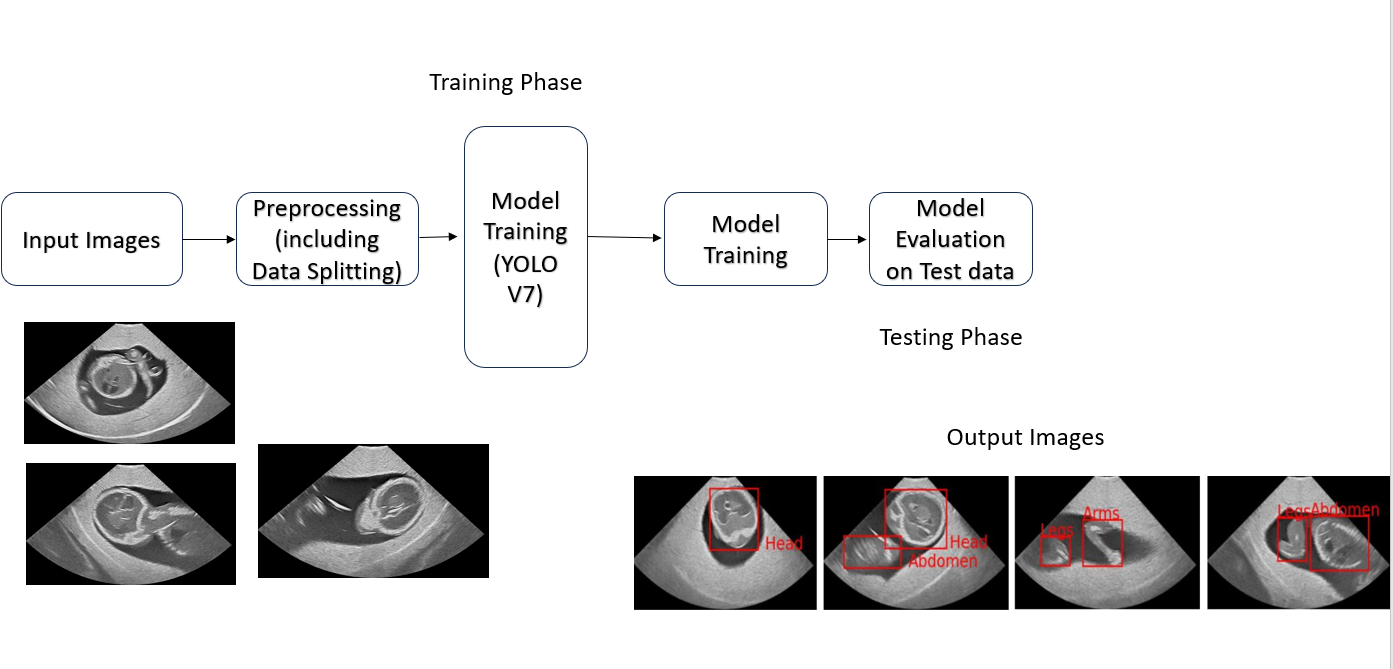 Training Phase
Input Images
Preprocessing
(including
Data Splitting)
Model
Training
(YOLO
V7)
Model
Training
Model
Evaluation
on Test data
Testing Phase
Output Images
Head
Head
Abdomen
Legs
Arms
Legs
Abdomen